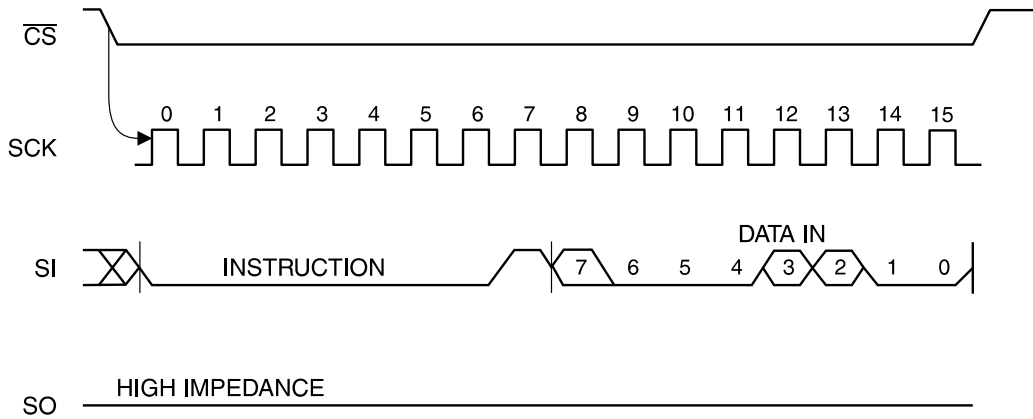 CS
0 1 2 3 4 5 6 7 8 9 10 11 12 13 14 15
SCK
DATA IN
SI INSTRUCTION 7 6 5 4 3 2 1 0
HIGH IMPEDANCE
SO